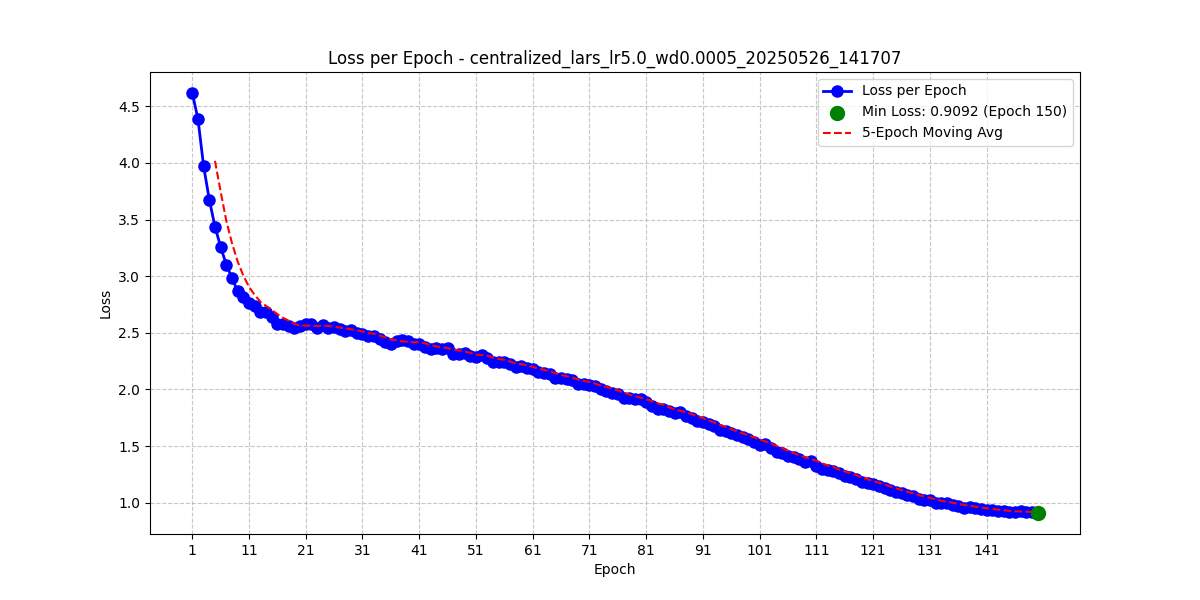 Loss per Epoch - centralized_lars_lr5.0_wd0.0005_20250526_141707
Loss per Epoch
Min Loss: 0.9092 (Epoch 150)
5-Epoch Moving Avg
Loss
4.5
4.0
3.5
3.0
2.5
2.0
1.5
1.0
1 11 21 31 41 51 61 71 81 91 101 111 121 131 141
Epoch